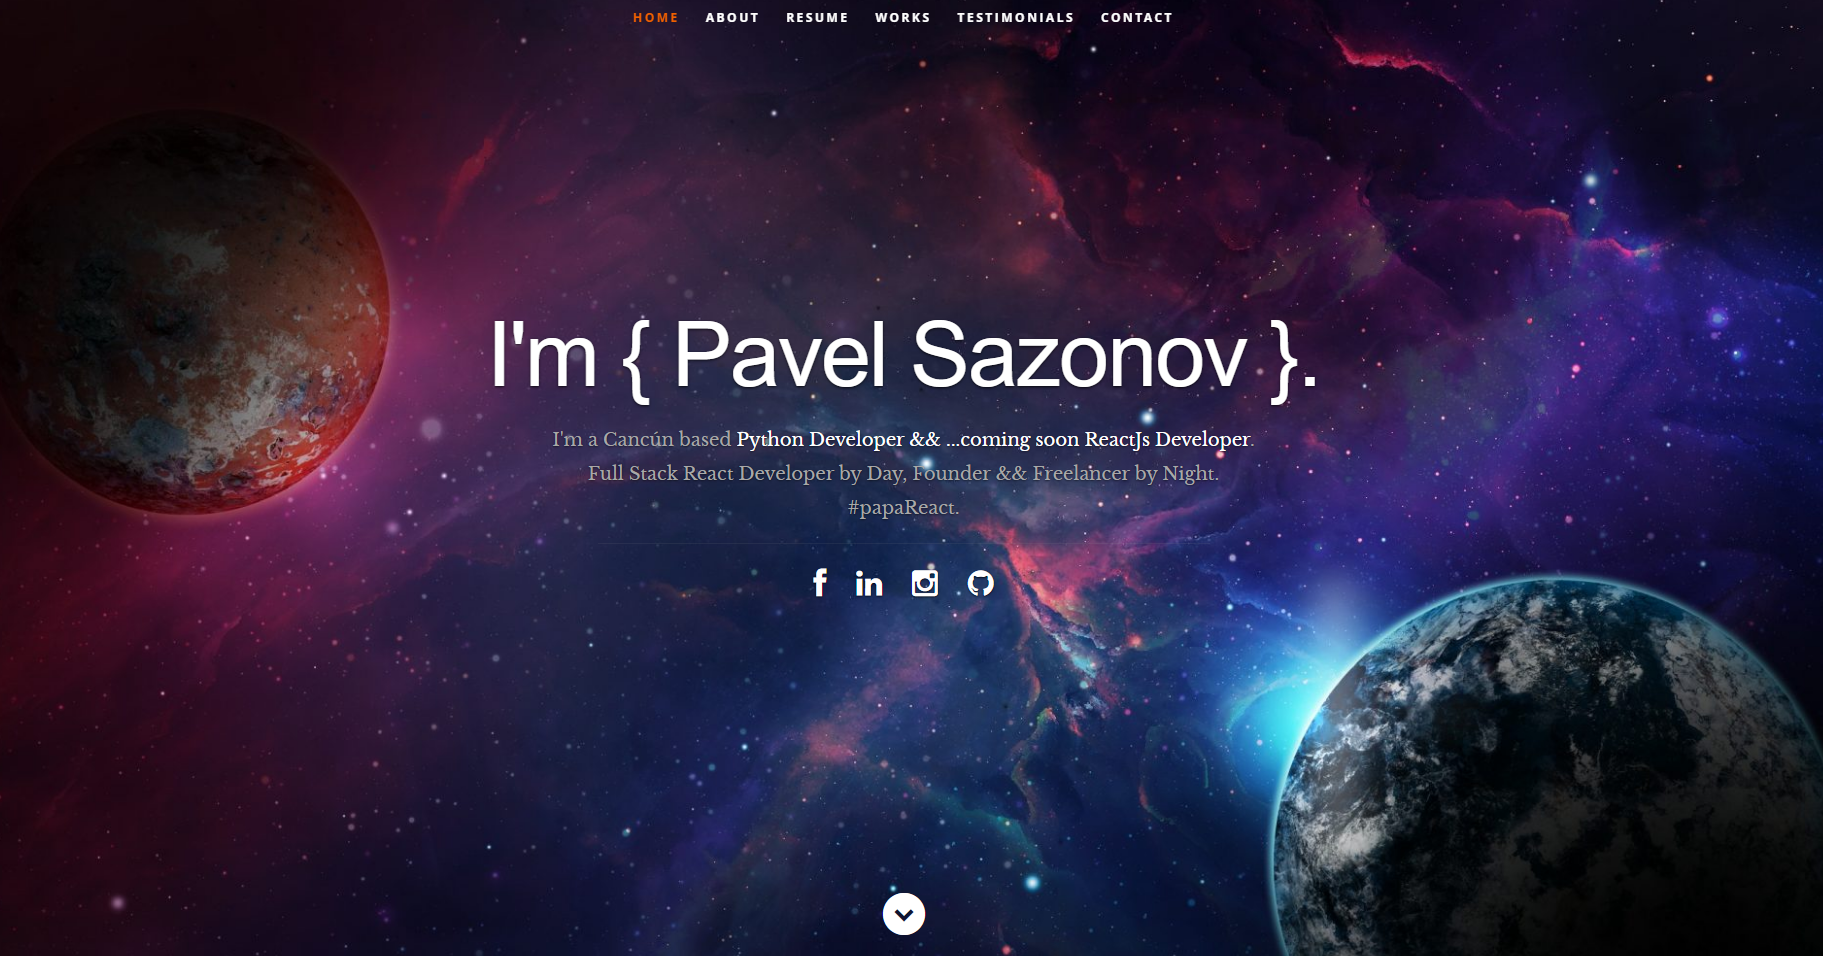 HOME ABOUT RESUME WORKS TESTIMONIALS CONTACT
I'm { Pavel Sazonov }.
I'm a Cancún based Python Developer && ...coming soon ReactJs Developer.
Full Stack React Developer by Day, Founder && Freelancer by Night.
#papaReact.